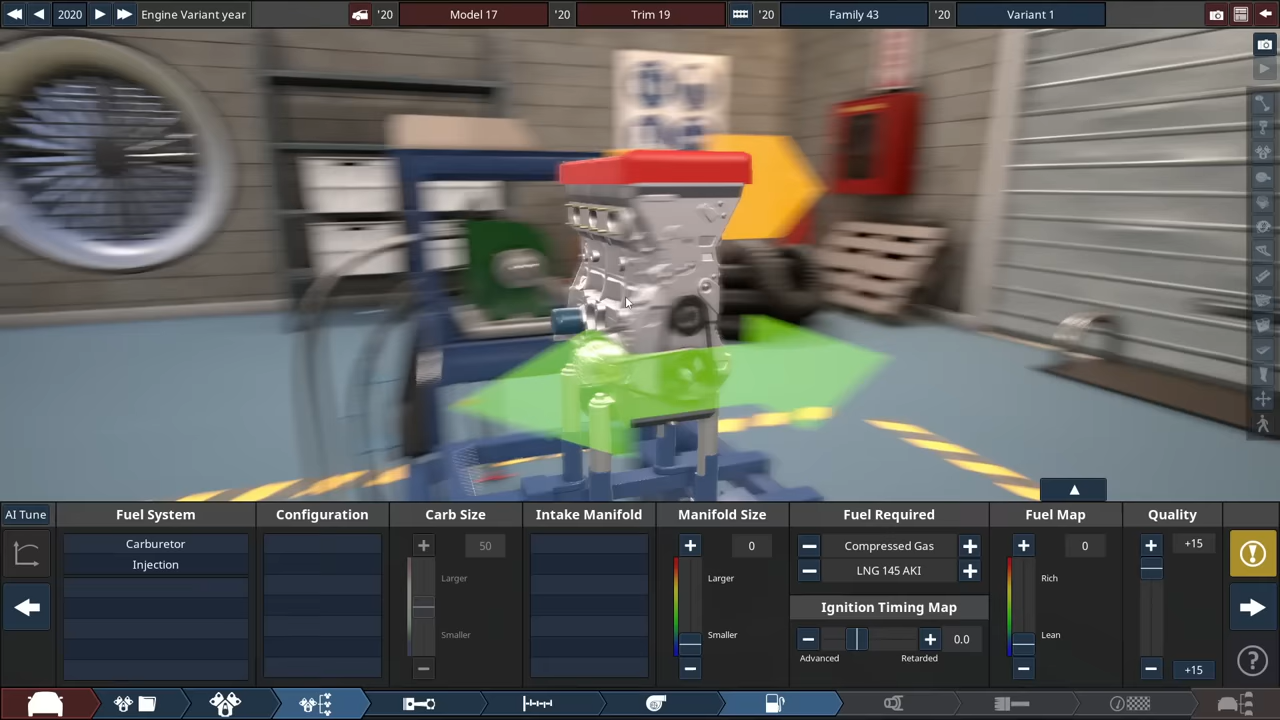 2020 Engine Variant year '20 Model 17 '20 Trim 19 '20 Family 43 '20 Variant 1
AI Tune Fuel System Configuration Carb Size Intake Manifold Manifold Size Fuel Required Fuel Map Quality
Carburetor
Injection
50
Larger
Smaller
0
Larger
Smaller
Compressed Gas
LNG 145 AKI
Ignition Timing Map
0.0
Advanced Retarded
0
Rich
Lean
+15
+15